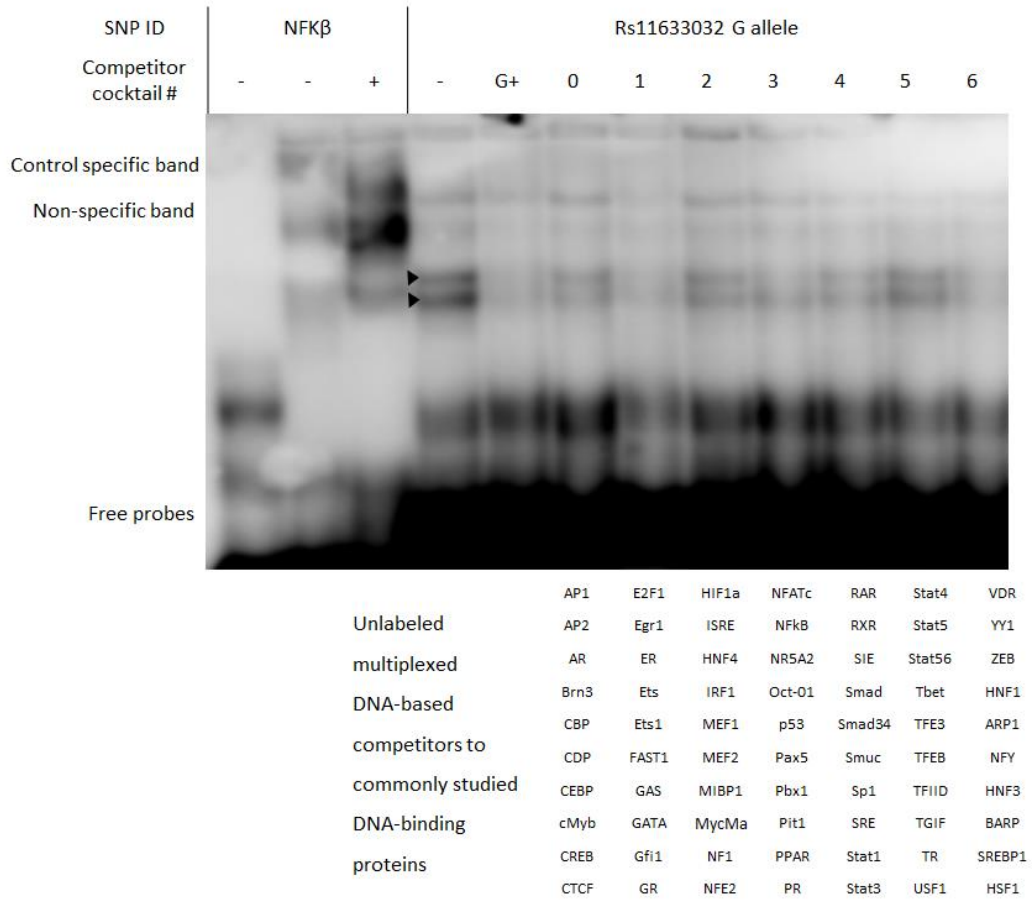 SNP ID NFKβ Rs11633032 G allele
Competitor
cocktail # - - + - G+ 0 1 2 3 4 5 6
Control specific band
Non-specific band
Free probes
Unlabeled
multiplexed
DNA-based
competitors to
commonly studied
DNA-binding
proteins
AP1 E2F1 HIF1a NFATc RAR Stat4 VDR
AP2 Egr1 ISRE NFkB RXR Stat5 YY1
AR ER HNF4 NR5A2 SIE Stat56 ZEB
Brn3 Ets IRF1 Oct-01 Smad Tbet HNF1
CBP Ets1 MEF1 p53 Smad34 TFE3 ARP1
CDP FAST1 MEF2 Pax5 Smuc TFEB NFY
CEBP GAS MIBP1 Pbx1 Sp1 TFIID HNF3
cMyb GATA MycMa Pit1 SRE TGIF BARP
CREB Gfi1 NF1 PPAR Stat1 TR SREBP1
CTCF GR NFE2 PR Stat3 USF1 HSF1